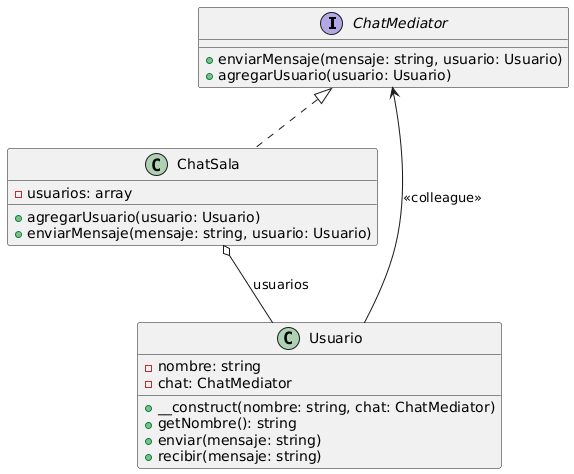 I ChatMediator
enviarMensaje(mensaje: string, usuario: Usuario)
agregarUsuario(usuario: Usuario)
C ChatSala
usuarios: array
agregarUsuario(usuario: Usuario)
enviarMensaje(mensaje: string, usuario: Usuario)
«colleague»
usuarios
C Usuario
nombre: string
chat: ChatMediator
__construct(nombre: string, chat: ChatMediator)
getNombre(): string
enviar(mensaje: string)
recibir(mensaje: string)